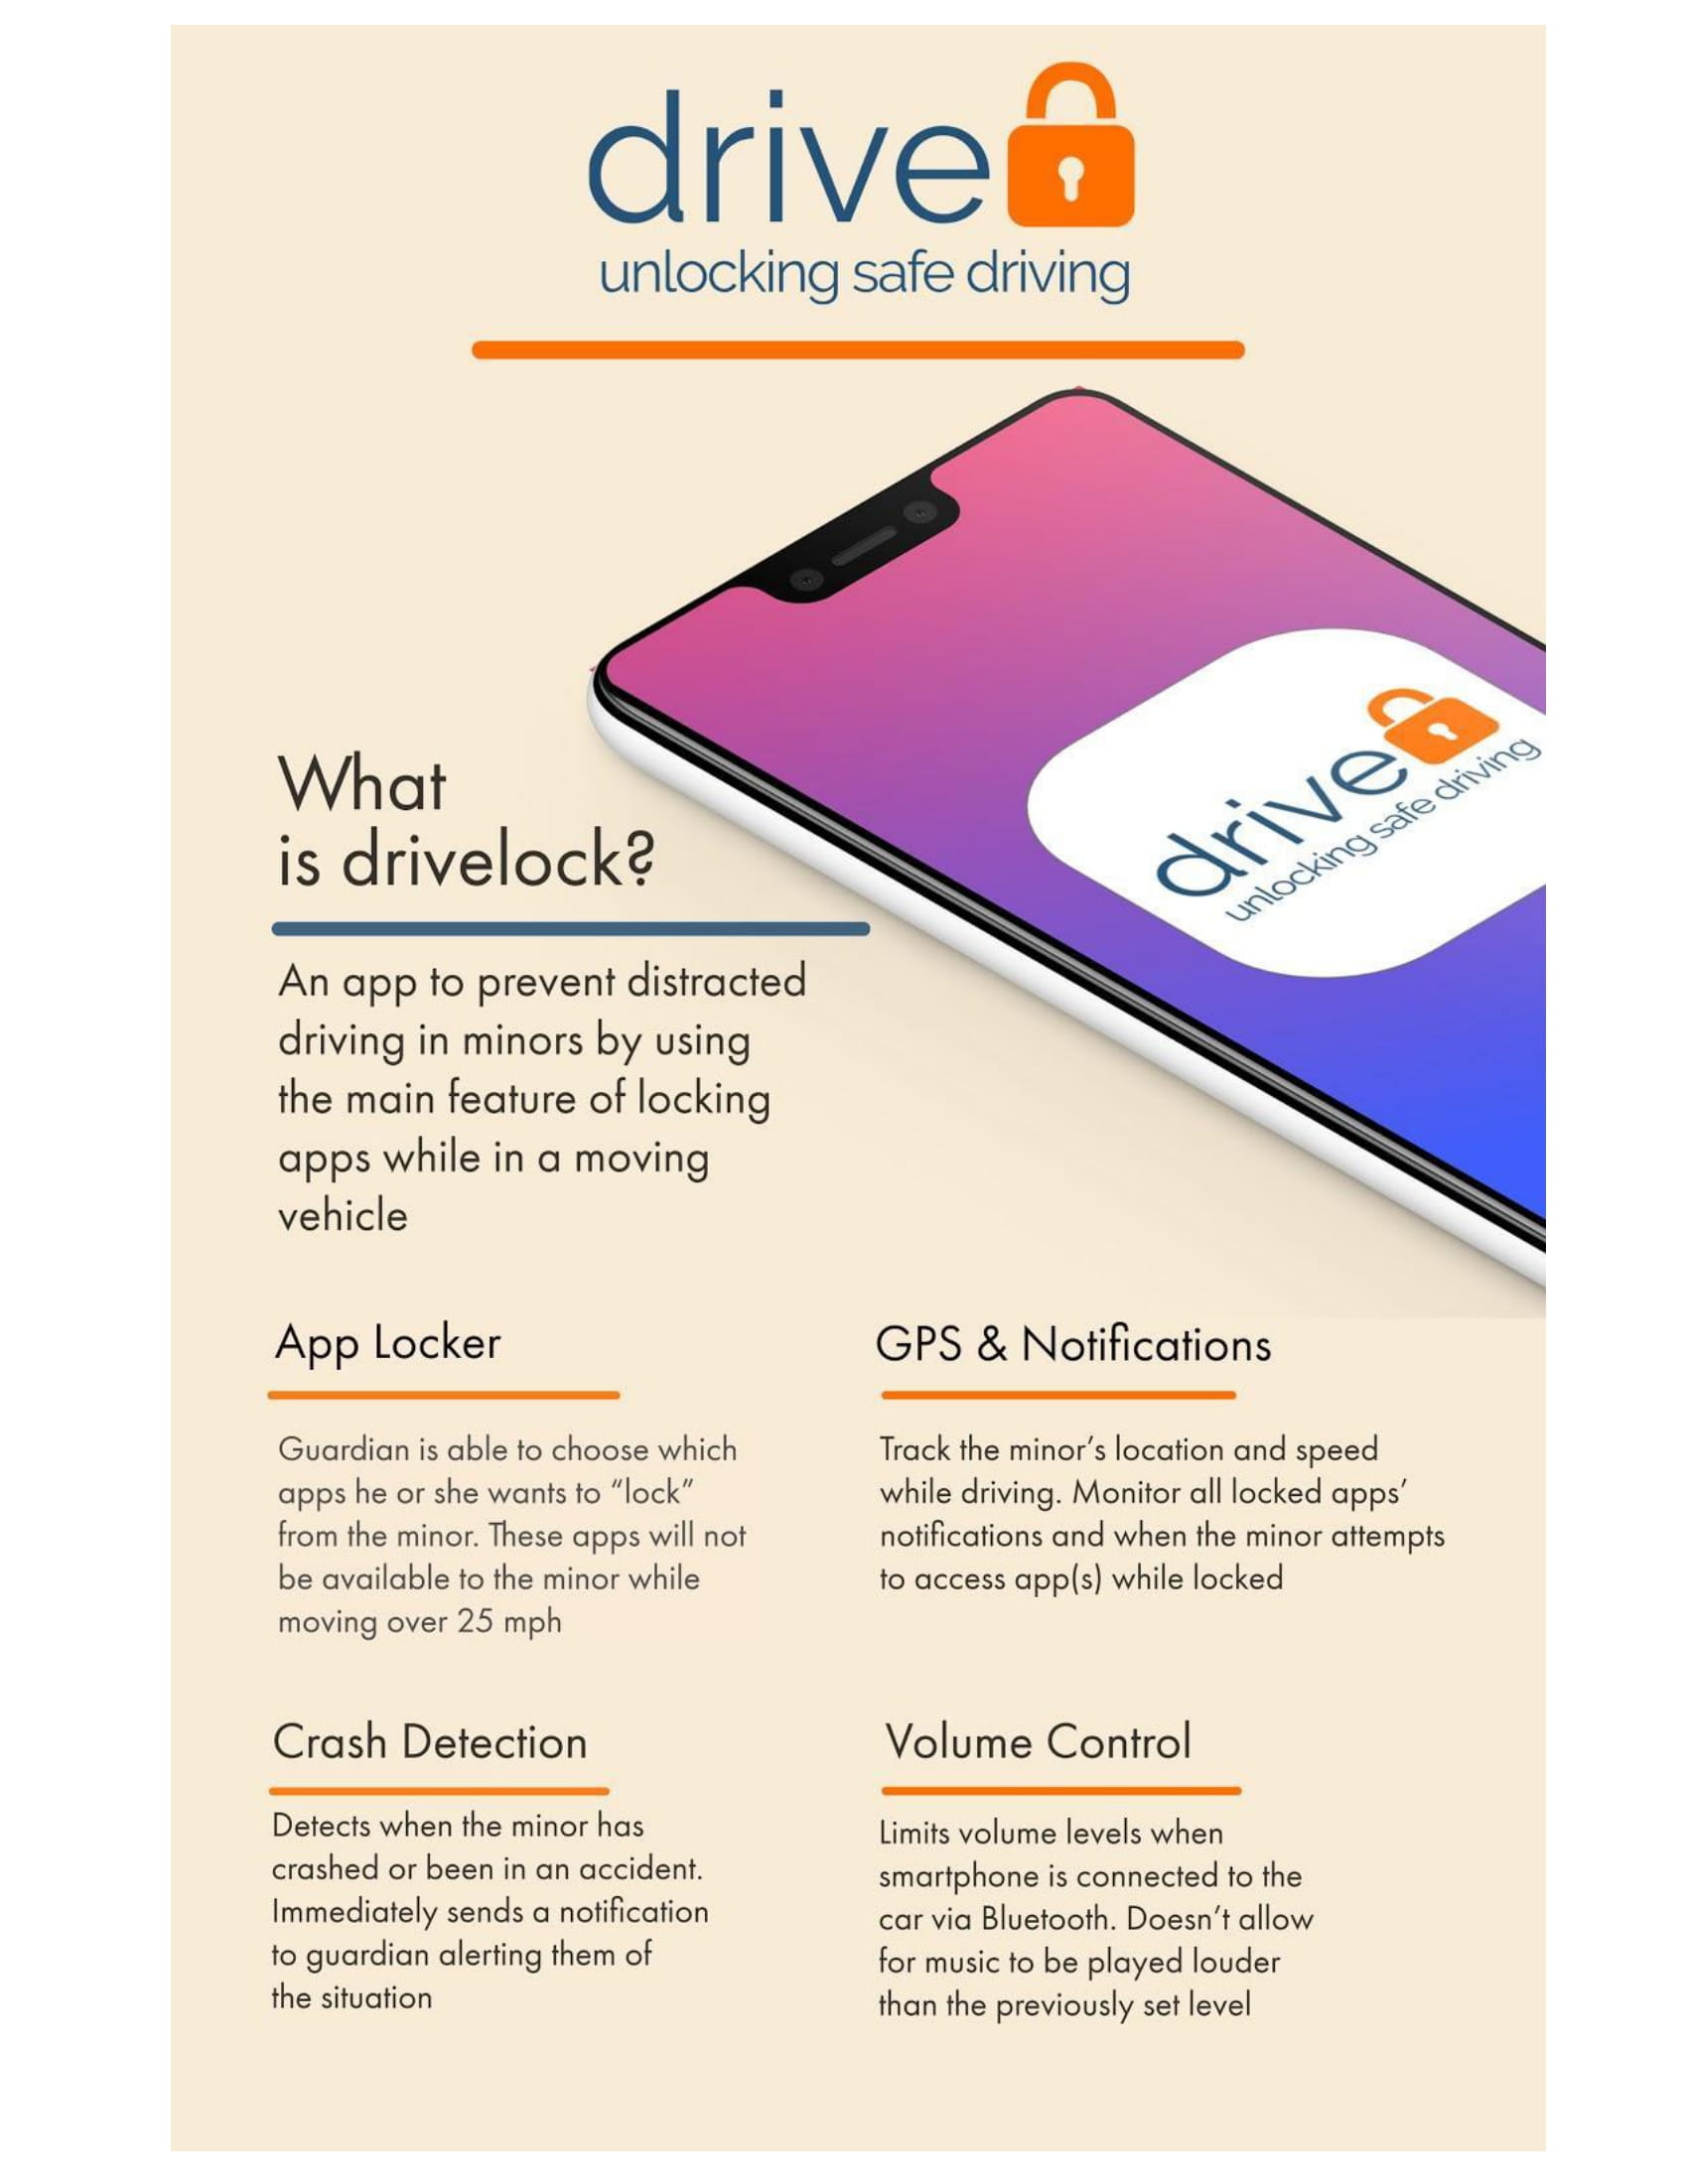 drive
unlocking safe driving
drive
unlocking safe driving
What
is drivelock?
An app to prevent distracted
driving in minors by using
the main feature of locking
apps while in a moving
vehicle
App Locker
Guardian is able to choose which
apps he or she wants to “lock”
from the minor. These apps will not
be available to the minor while
moving over 25 mph
GPS & Notifications
Track the minor’s location and speed
while driving. Monitor all locked apps’
notifications and when the minor attempts
to access app(s) while locked
Crash Detection
Detects when the minor has
crashed or been in an accident.
Immediately sends a notification
to guardian alerting them of
the situation
Volume Control
Limits volume levels when
smartphone is connected to the
car via Bluetooth. Doesn’t allow
for music to be played louder
than the previously set level